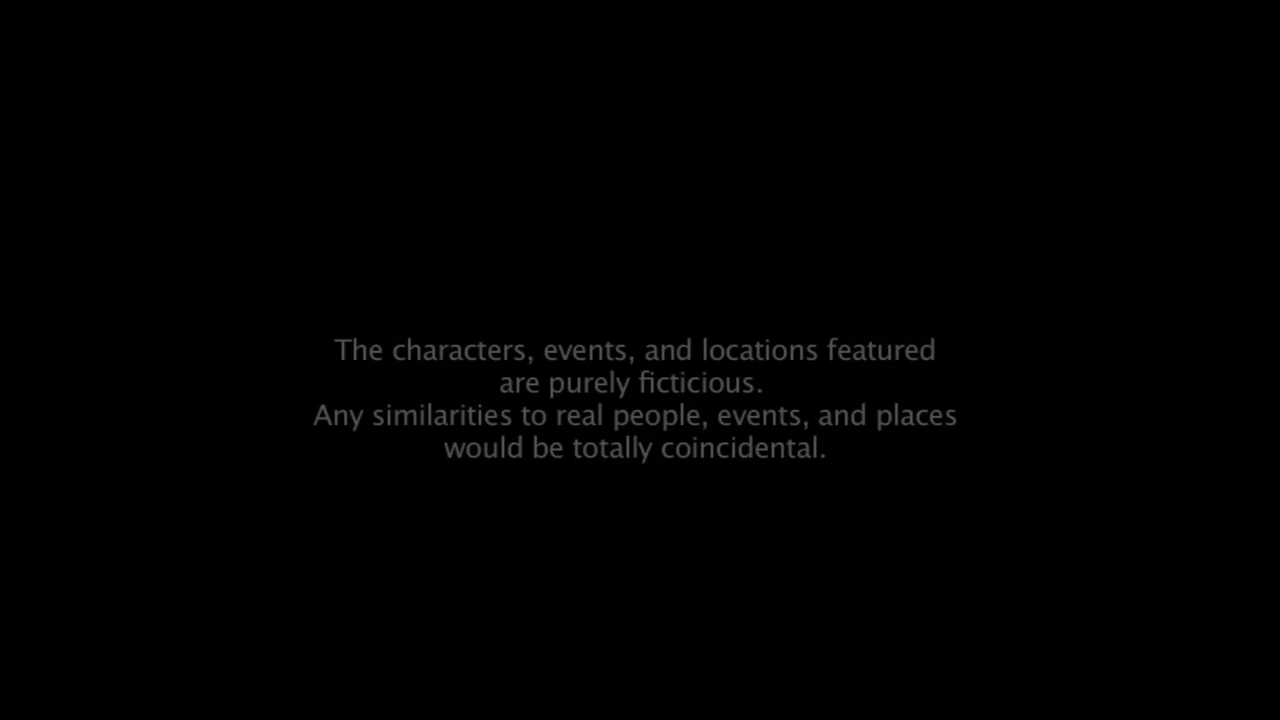 The characters, events, and locations featured
are purely ficticious.
Any similarities to real people, events, and places
would be totally coincidental.